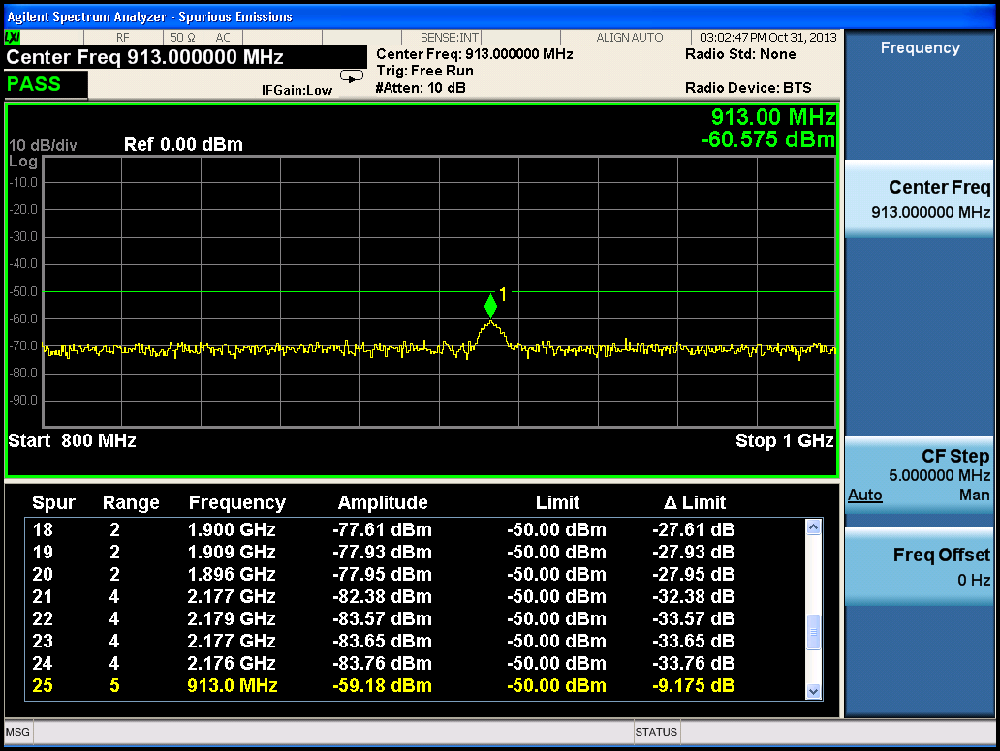 Agilent Spectrum Analyzer - Spurious Emissions
LXI RF 50 Ω AC SENSE:INT ALIGN AUTO 03:02:47 PM Oct 31, 2013
Center Freq 913.000000 MHz
PASS
IFGain:Low
Center Freq: 913.000000 MHz
Trig: Free Run
#Atten: 10 dB
Radio Std: None
Radio Device: BTS
913.00 MHz
-60.575 dBm
10 dB/div Ref 0.00 dBm
Log
-10.0
-20.0
-30.0
-40.0
-50.0
-60.0
-70.0
-80.0
-90.0
1
Start 800 MHz Stop 1 GHz
Spur Range Frequency Amplitude Limit Δ Limit
18 2 1.900 GHz -77.61 dBm -50.00 dBm -27.61 dB
19 2 1.909 GHz -77.93 dBm -50.00 dBm -27.93 dB
20 2 1.896 GHz -77.95 dBm -50.00 dBm -27.95 dB
21 4 2.177 GHz -82.38 dBm -50.00 dBm -32.38 dB
22 4 2.179 GHz -83.57 dBm -50.00 dBm -33.57 dB
23 4 2.177 GHz -83.65 dBm -50.00 dBm -33.65 dB
24 4 2.176 GHz -83.76 dBm -50.00 dBm -33.76 dB
25 5 913.0 MHz -59.18 dBm -50.00 dBm -9.175 dB
Frequency
Center Freq
913.000000 MHz
CF Step
5.000000 MHz
Auto Man
Freq Offset
0 Hz
MSG STATUS